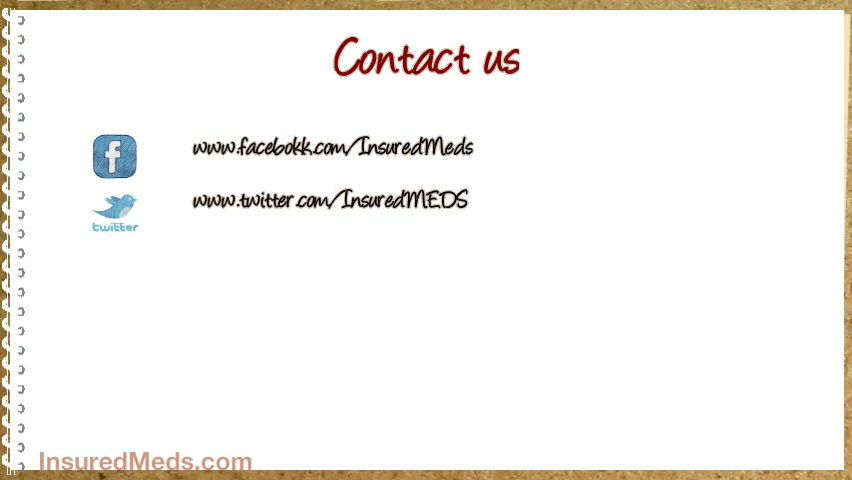 Contact us
f
www.facebokk.com/InsuredMeds
www.twitter.com/InsuredMEDS
twitter
InsuredMeds.com